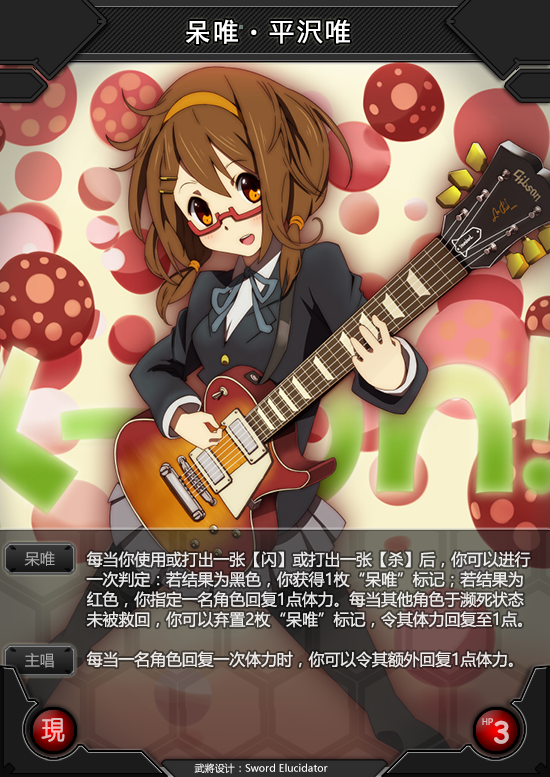 呆唯·平沢唯
Gibson
K-On!
呆唯
每当你使用或打出一张【闪】或打出一张【杀】后，你可以进行
一次判定：若结果为黑色，你获得1枚“呆唯”标记；若结果为
红色，你指定一名角色回复1点体力。每当其他角色于濒死状态
未被救回，你可以弃置2枚“呆唯”标记，令其体力回复至1点。
主唱
每当一名角色回复一次体力时，你可以令其额外回复1点体力。
現
HP 3
武將设计：Sword Elucidator